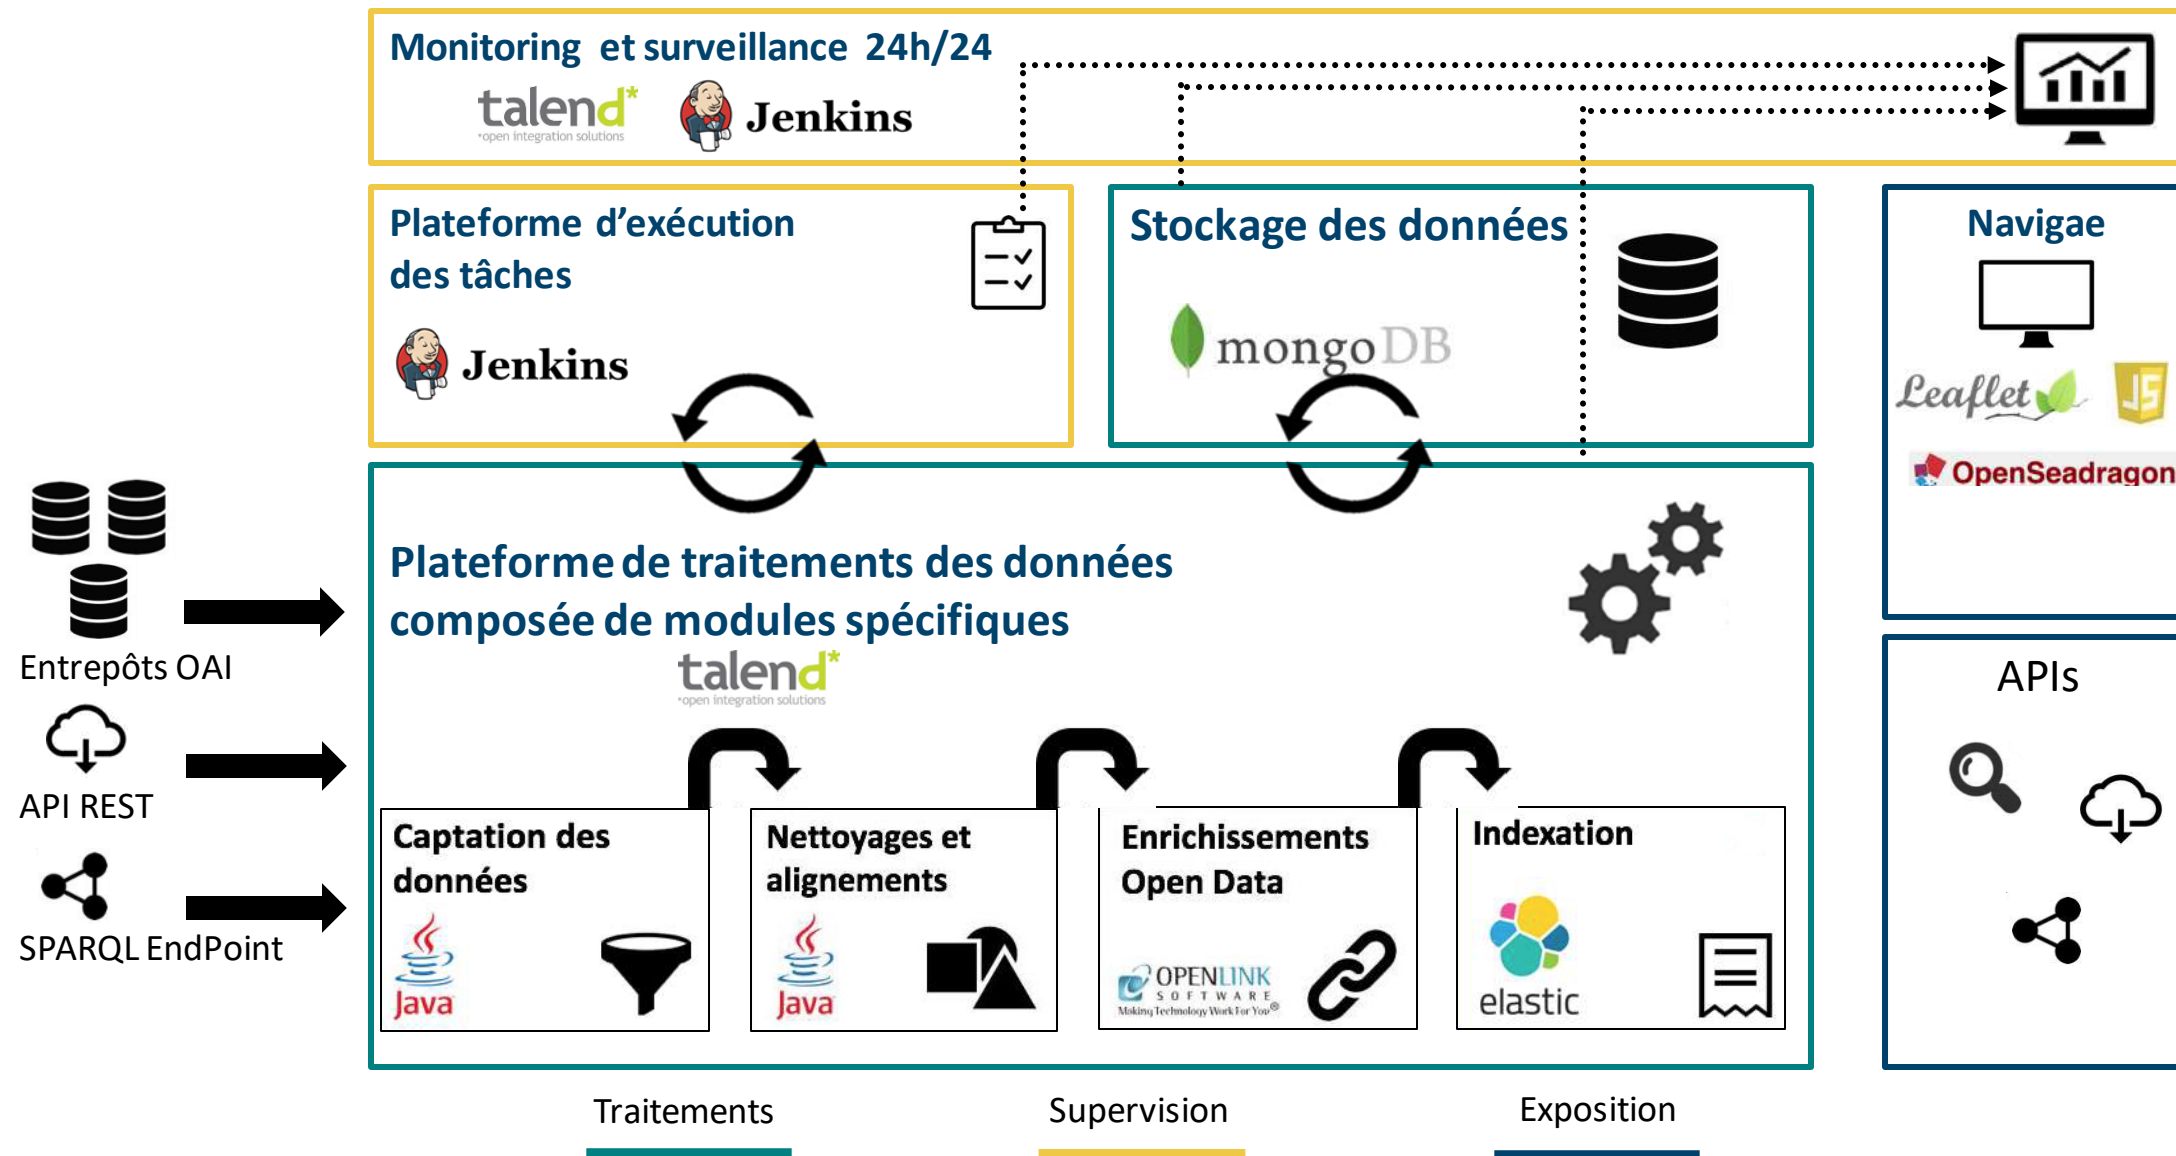 Monitoring et surveillance 24h/24
talend*
*open integration solutions
Jenkins
Plateforme d'exécution
des tâches
Jenkins
Stockage des données
mongoDB
Navigae
Leaflet
JS
OpenSeadragon
Entrepôts OAI
API REST
SPARQL EndPoint
Plateforme de traitements des données
composée de modules spécifiques
talend*
*open integration solutions
Captation des
données
Java
Nettoyages et
alignements
Java
Enrichissements
Open Data
OPENLINK
SOFTWARE
Making Technology Work For You®
Indexation
elastic
APIs
Traitements
Supervision
Exposition